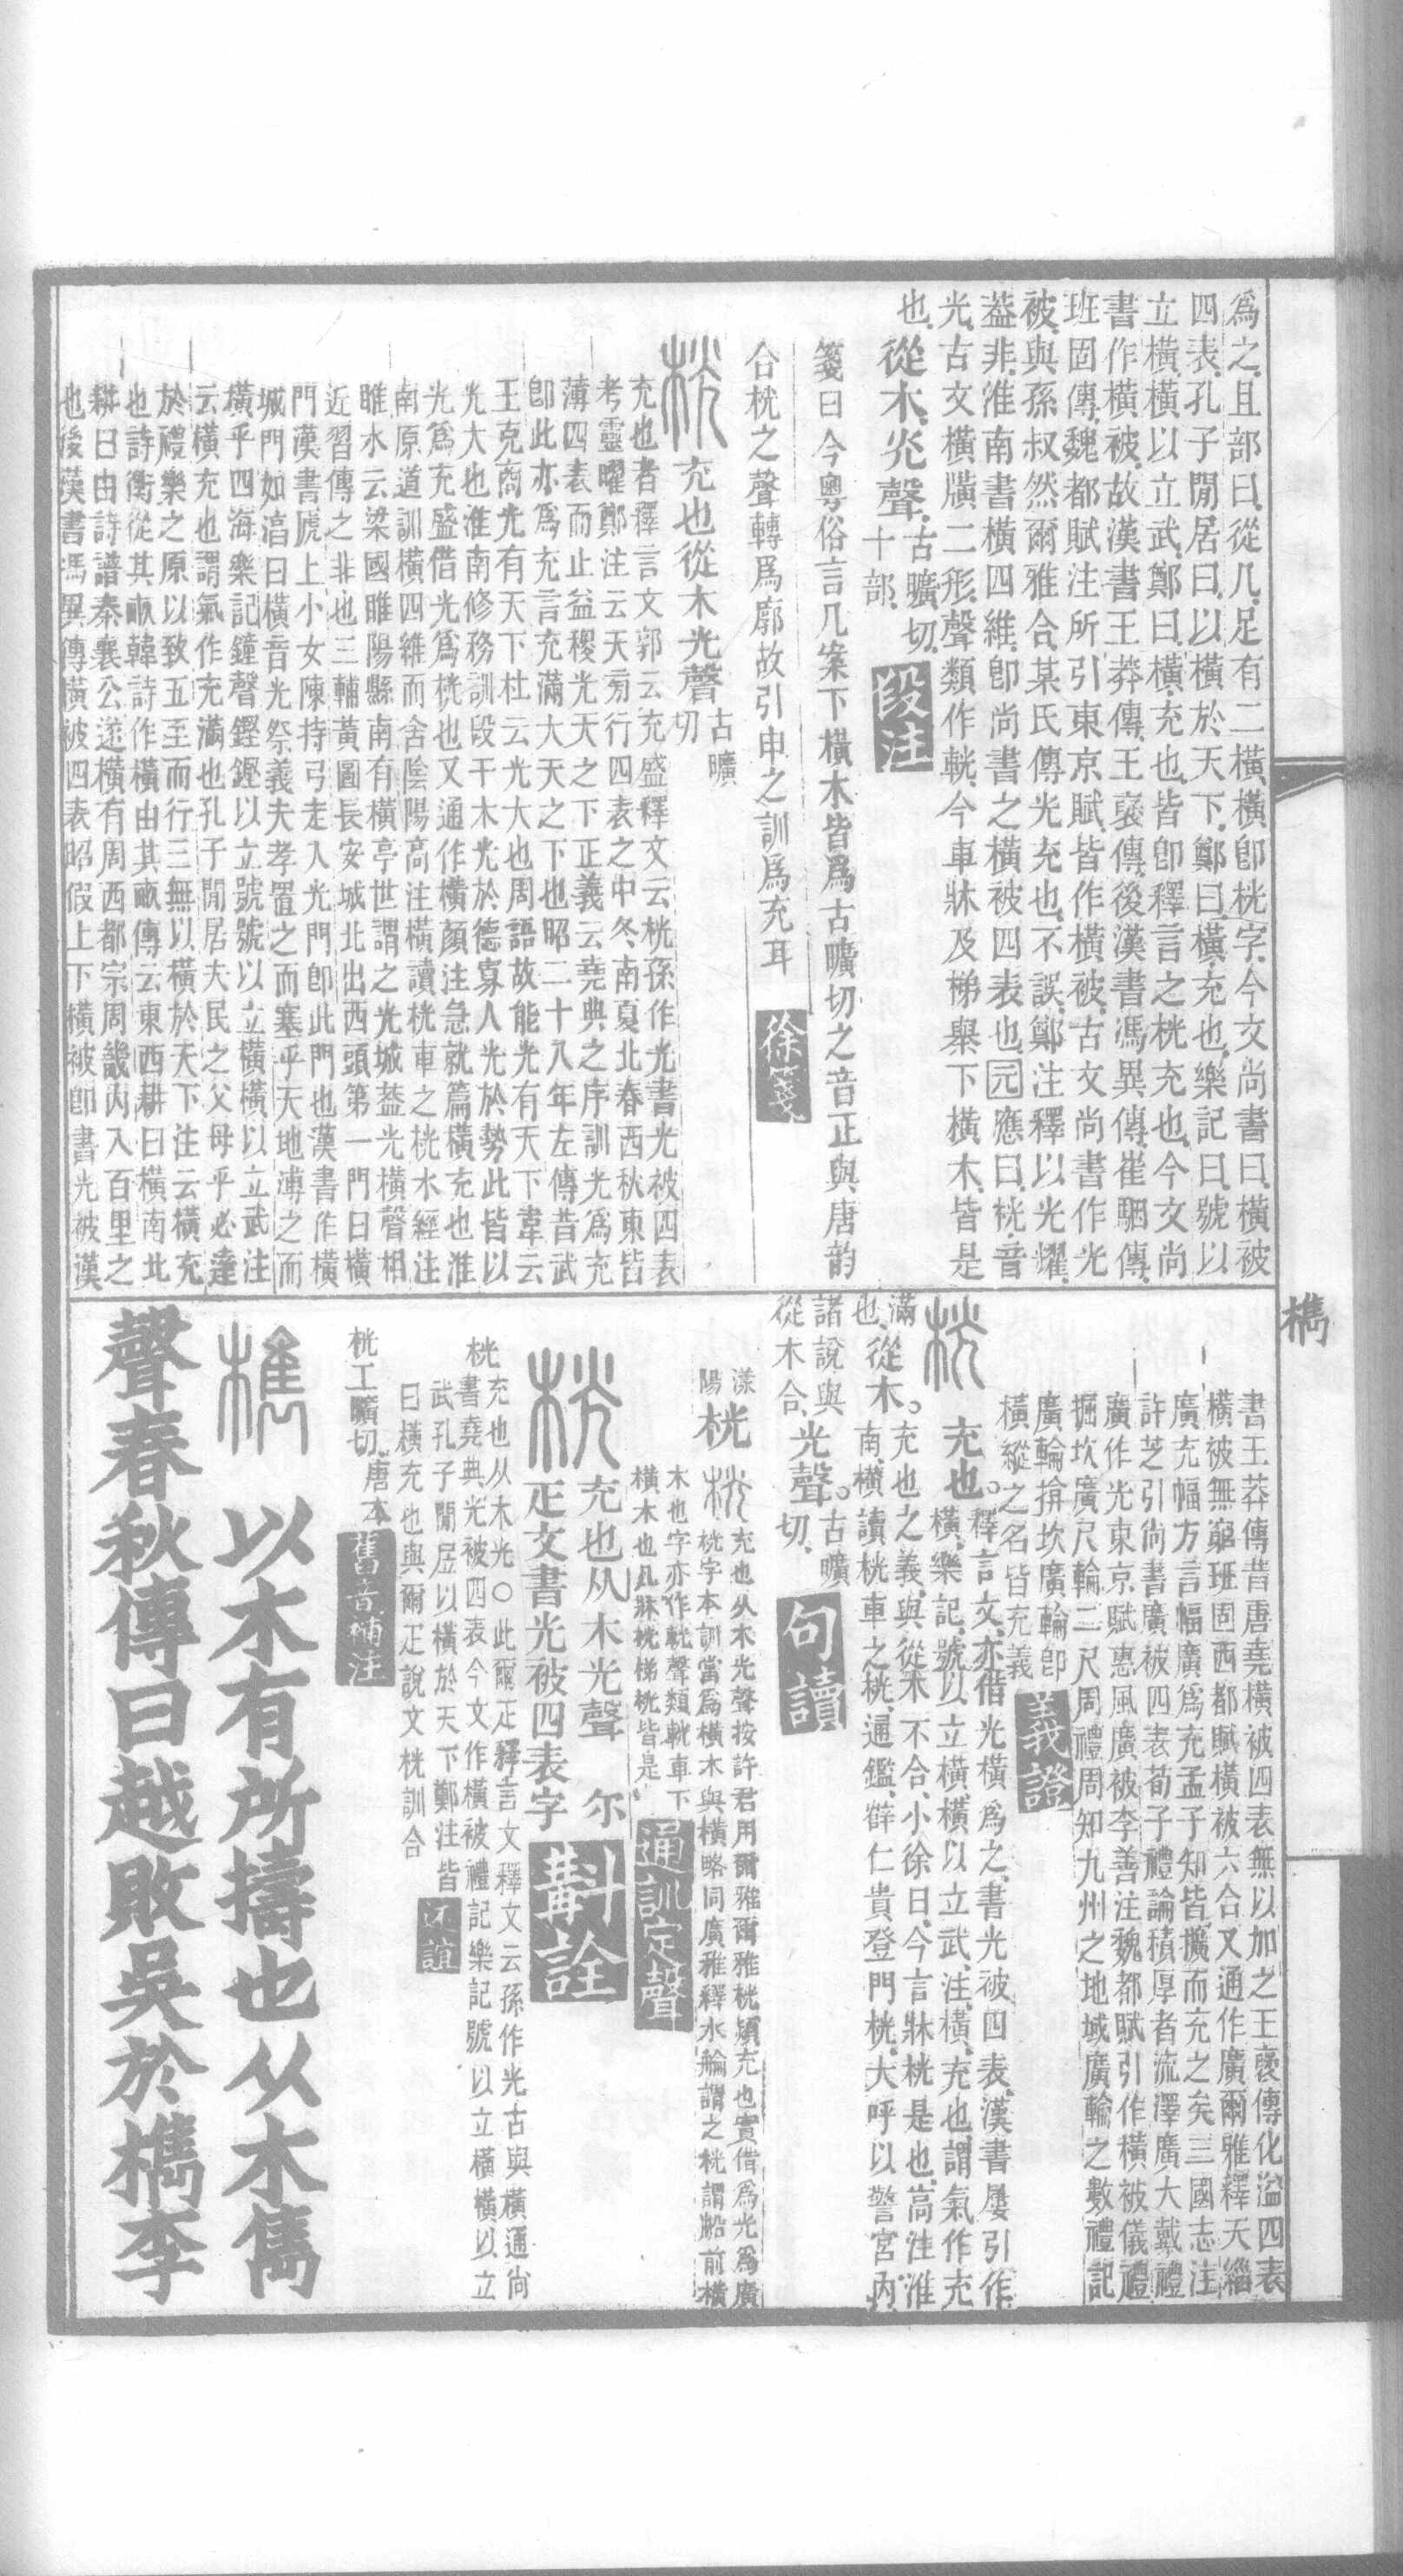 爲之且部曰從几足有二橫橫卽桄字今文尙書曰橫被
四表孔子閒居曰以橫於天下鄭曰橫充也樂記曰號以
立橫橫以立武鄭曰橫充也皆卽釋言之桄充也今文尙
書作橫被故漢書王莽傳王襃傳後漢書馮異傳崔駰傳
班固傳魏都賦注所引東京賦皆作橫被古文尙書作光
被與孫叔然爾雅合某氏傳光充也不誤鄭注釋以光耀
葢非淮南書橫四維卽尙書之橫被四表也元應曰桄音
光古文橫䉁二形聲類作輄今車牀及梯舉下橫木皆是
也從木炗聲古曠切十部段注
箋曰今粵俗言几案下橫木皆爲古曠切之音正與唐韵
合桄之聲轉爲廓故引申之訓爲充耳 徐箋
桄 充也從木光聲古曠切
充也者釋言文郭云充盛釋文云桄孫作光書光被四表
考靈曜鄭注云天㫄行四表之中冬南夏北春西秋東皆
薄四表而止益稷光天之下正義云堯典之序訓光爲充
卽此亦爲充言充滿大天之下也昭二十八年左傳昔武
王克商光有天下杜云光大也周語故能光有天下韋云
光大也淮南修務訓段干木光於德寡人光於勢此皆以
光爲充盛借光爲桄也又通作橫顏注急就篇橫充也淮
南原道訓橫四維而含陰陽高注橫讀桄車之桄水經注
睢水云梁國睢陽縣南有橫亭世謂之光城葢光橫聲相
近習傳之非也三輔黃圖長安城北出西頭第一門曰橫
門漢書虒上小女陳持弓走入光門卽此門也漢書作橫
城門如湻曰橫音光祭義夫孝置之而塞乎天地溥之而
橫乎四海樂記鐘聲鏗鏗以立號號以立橫橫以立武注
云橫充也謂氣作充滿也孔子閒居夫民之父母乎必達
於禮樂之原以致五至而行三無以橫於天下注云橫充
也詩衡從其畝韓詩作橫由其畝傳云東西耕曰橫南北
耕曰由詩譜秦襄公遂橫有周西都宗周畿內八百里之
也後漢書馮異傳橫被四表昭假上下橫被卽書光被漢
檇
書王莽傳昔唐堯橫被四表無以加之王襃傳化溢四表
橫被無窮班固西都賦橫被六合又通作廣爾雅釋天緇
廣充幅方言幅廣爲充孟子知皆擴而充之矣三國志注
許芝引尙書廣被四表荀子禮論積厚者流澤廣大戴禮
廣作光東京賦惠風廣被李善注魏都賦引作橫被儀禮
掘坎廣尺輪二尺周禮周知九州之地域廣輪之數禮記
廣輪揜坎廣輪卽
橫縱之名皆充義義證
桄 充也釋言文亦借光橫爲之書光被四表漢書屢引作
橫樂記號以立橫橫以立武注橫充也謂氣作充
滿也從木充也之義與從木不合小徐曰今言牀桄是也高注淮
南橫讀桄車之桄通鑑薛仁貴登門桄大呼以警宮內
諸說與從木合光聲古曠切句讀
漾陽桄
桄 充也从木光聲按許君用爾雅爾雅桄潁充也實借爲光爲廣
桄字本訓當爲橫木與橫略同廣雅釋水䑳謂之桄謂船前橫
木也字亦作輄聲類輄車下
橫木也凡牀桄梯桄皆是通訓定聲
桄 充也从木光聲 尒
疋文書光被四表字 斠詮
桄充也从木光○此爾疋釋言文釋文云孫作光古與橫通尙
書堯典光被四表今文作橫被禮記樂記號以立橫橫以立
武孔子閒居以橫於天下鄭注皆
曰橫充也與爾疋說文桄訓合疋誼
桄工曠切唐本舊音補注
檇 以木有所擣也从木雋
聲春秋傳曰越敗吳於檇李